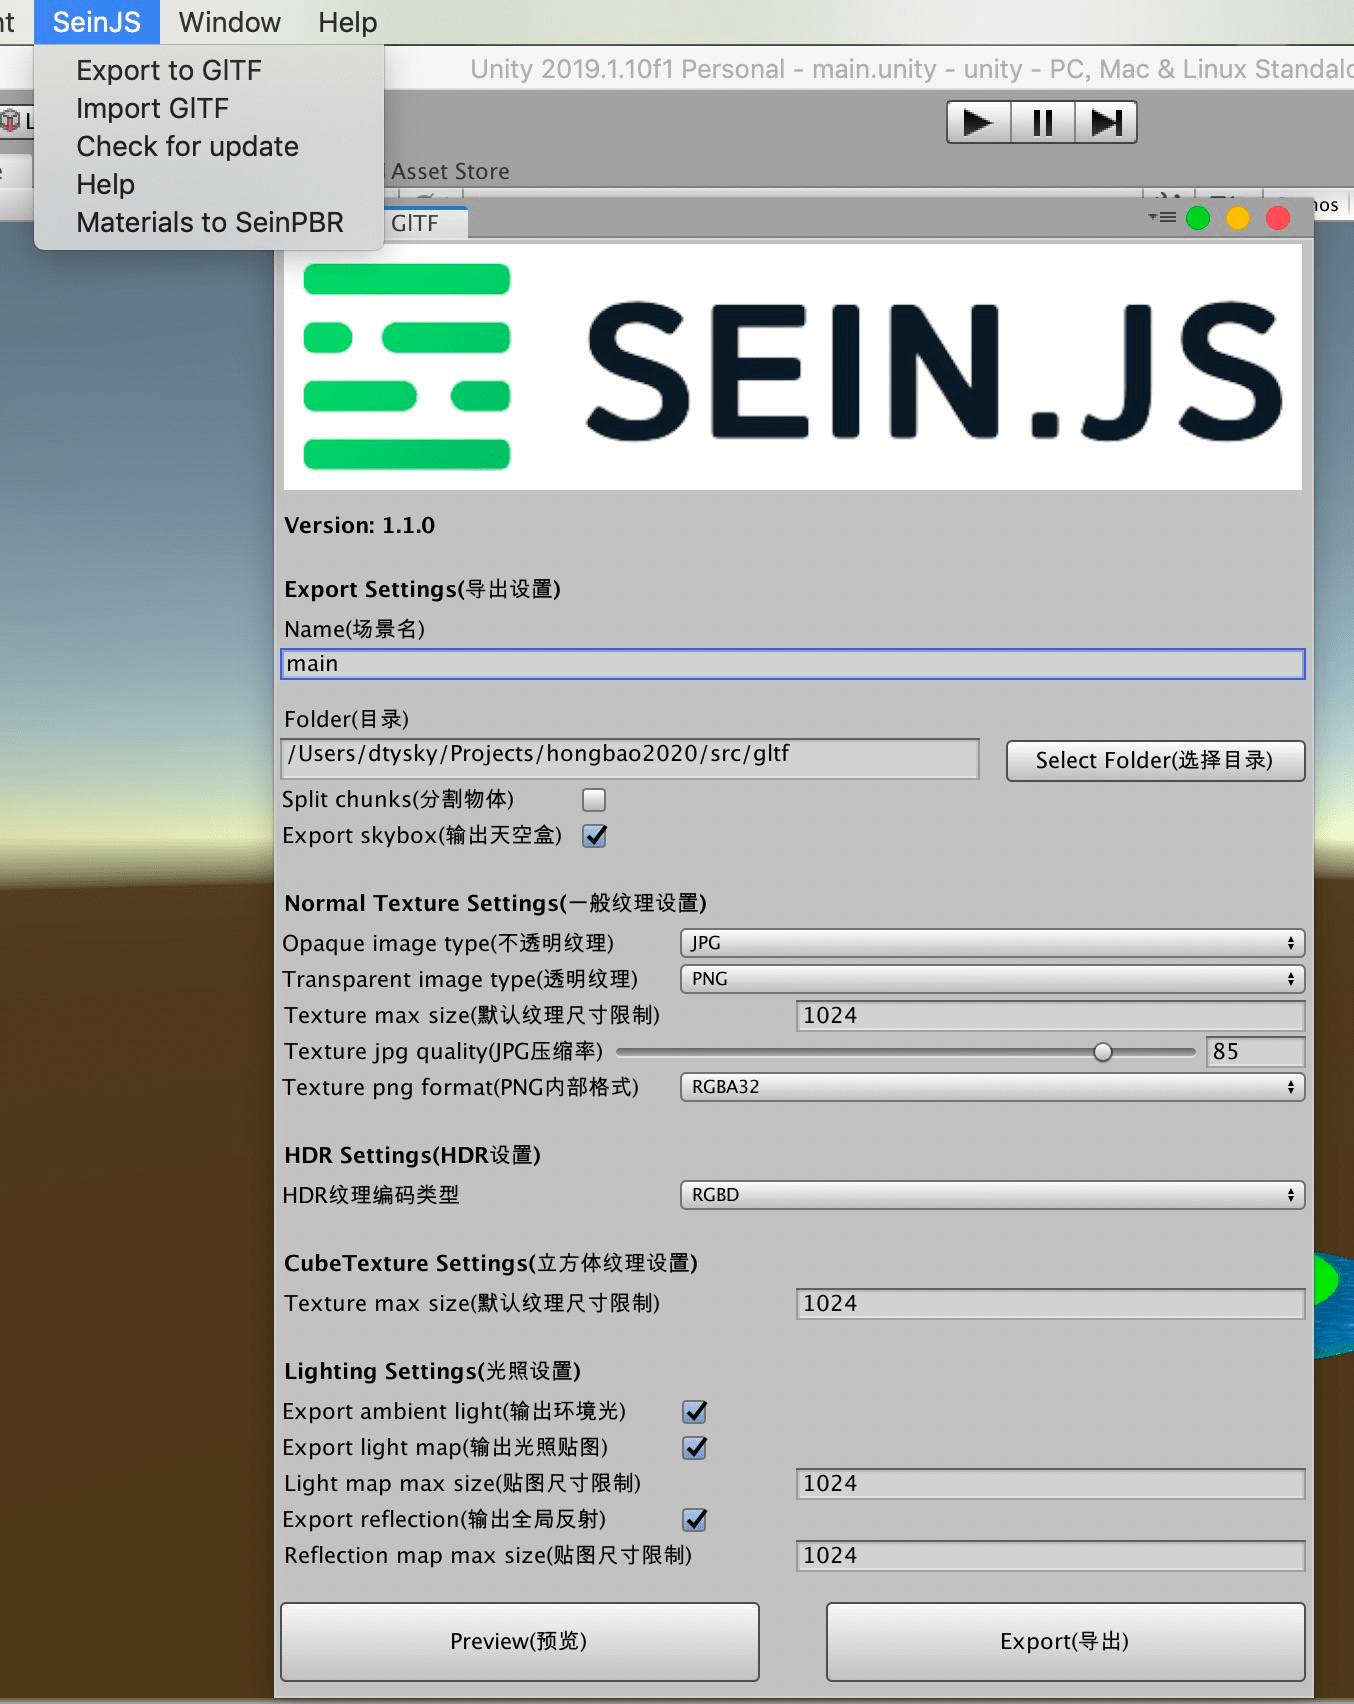 SeinJS Window Help
Export to GlTF
Import GlTF
Check for update
Help
Materials to SeinPBR
Unity 2019.1.10f1 Personal - main.unity - unity - PC, Mac & Linux
Asset Store
GlTF
SEIN.JS
Version: 1.1.0
Export Settings(导出设置)
Name(场景名)
main
Folder(目录)
/Users/dtysky/Projects/hongbao2020/src/gltf Select Folder(选择目录)
Split chunks(分割物体)
Export skybox(输出天空盒)
Normal Texture Settings(一般纹理设置)
Opaque image type(不透明纹理) JPG
Transparent image type(透明纹理) PNG
Texture max size(默认纹理尺寸限制) 1024
Texture jpg quality(JPG压缩率) 85
Texture png format(PNG内部格式) RGBA32
HDR Settings(HDR设置)
HDR纹理编码类型 RGBD
CubeTexture Settings(立方体纹理设置)
Texture max size(默认纹理尺寸限制) 1024
Lighting Settings(光照设置)
Export ambient light(输出环境光)
Export light map(输出光照贴图)
Light map max size(贴图尺寸限制) 1024
Export reflection(输出全局反射)
Reflection map max size(贴图尺寸限制) 1024
Preview(预览) Export(导出)